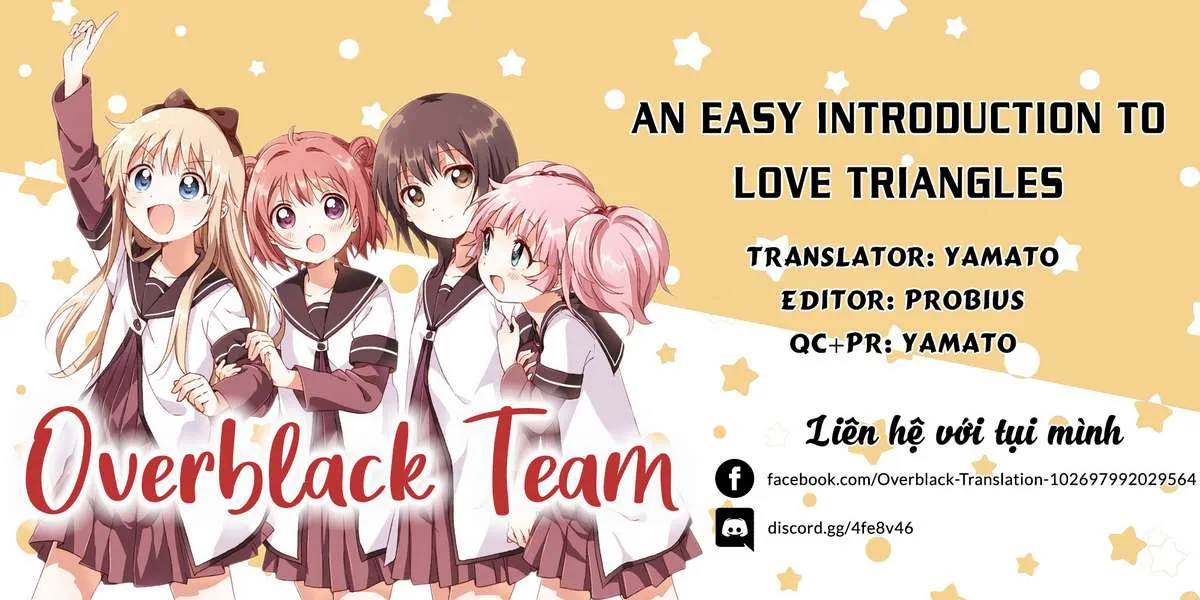 AN EASY INTRODUCTION TO
LOVE TRIANGLES
TRANSLATOR: YAMATO
EDITOR: PROBIUS
QC+PR: YAMATO
Overblack Team
Liên hệ với tụi mình
facebook.com/Overblack-Translation-102697992029564
discord.gg/4fe8v46